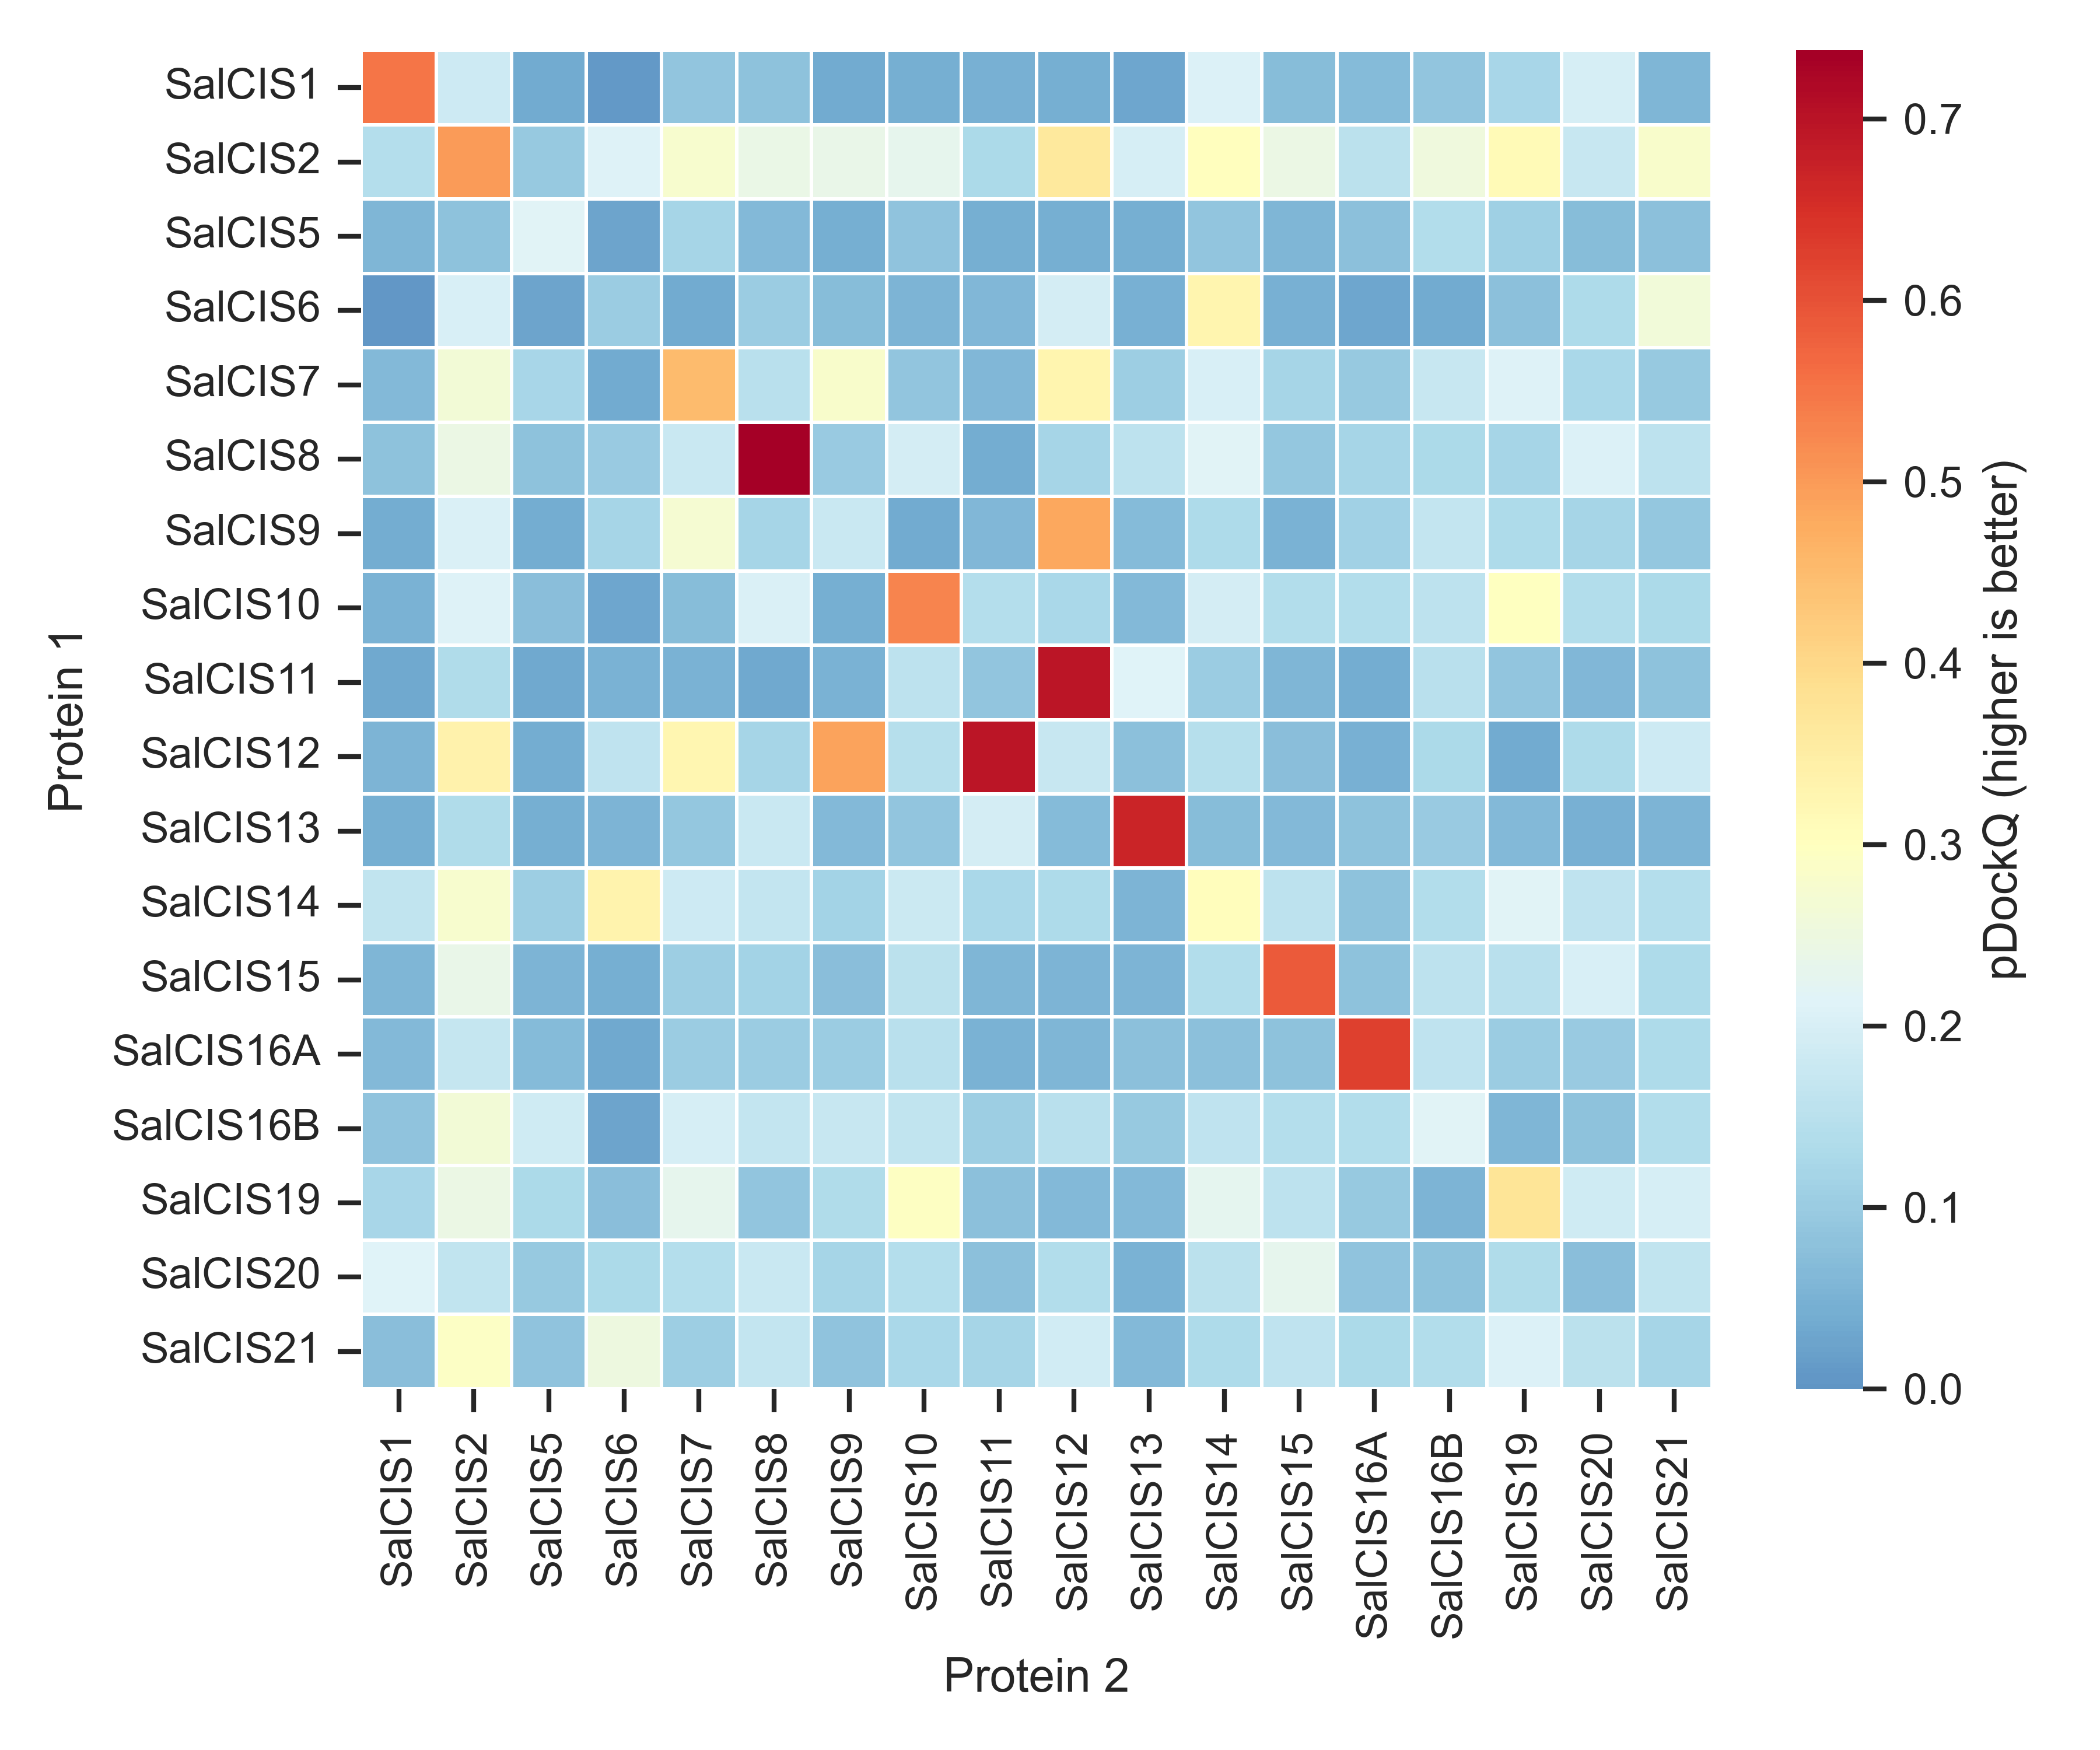 SalCIS1
SalCIS2
SalCIS5
SalCIS6
SalCIS7
SalCIS8
SalCIS9
SalCIS10
SalCIS11
SalCIS12
SalCIS13
SalCIS14
SalCIS15
SalCIS16A
SalCIS16B
SalCIS19
SalCIS20
SalCIS21
Protein 1
SalCIS1
SalCIS2
SalCIS5
SalCIS6
SalCIS7
SalCIS8
SalCIS9
SalCIS10
SalCIS11
SalCIS12
SalCIS13
SalCIS14
SalCIS15
SalCIS16A
SalCIS16B
SalCIS19
SalCIS20
SalCIS21
Protein 2
0.7
0.6
0.5
0.4
0.3
0.2
0.1
0.0
pDockQ (higher is better)